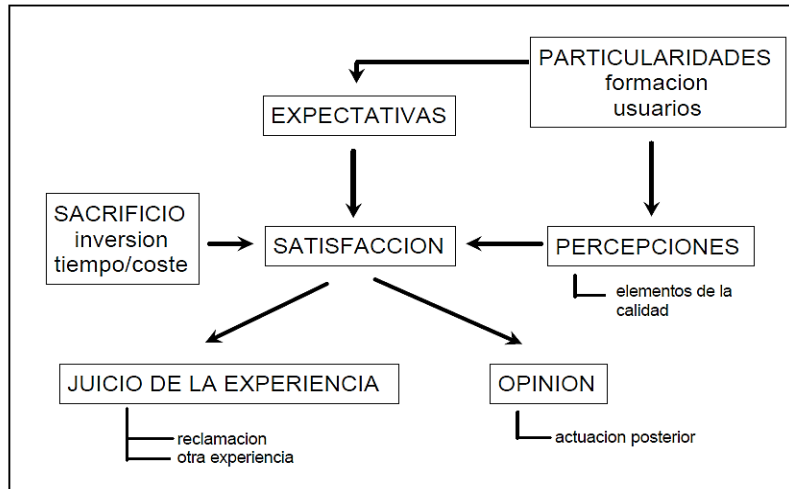 PARTICULARIDADES
formacion
usuarios
EXPECTATIVAS
SACRIFICIO
inversion
tiempo/coste
SATISFACCION
PERCEPCIONES
elementos de la
calidad
JUICIO DE LA EXPERIENCIA
reclamacion
otra experiencia
OPINION
actuacion posterior